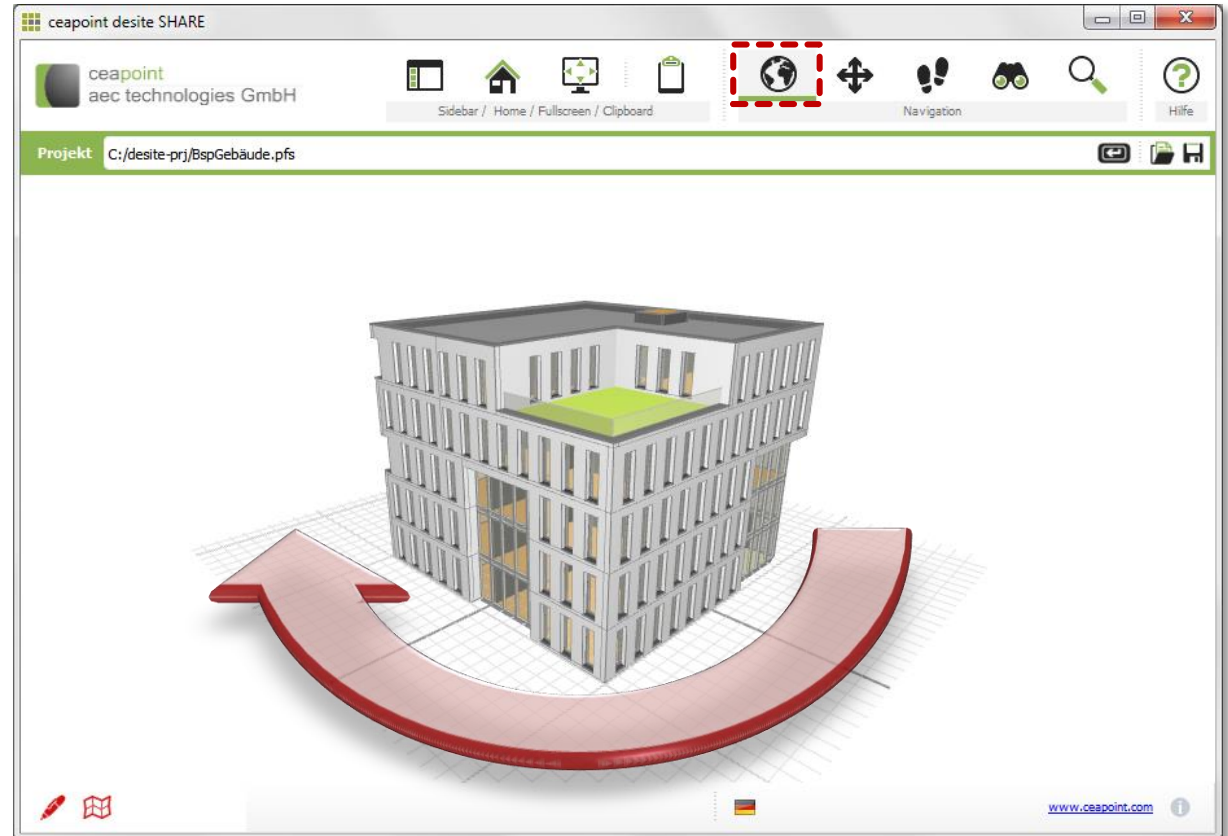 ceapoint desite SHARE
ceapoint
aec technologies GmbH
Sidebar / Home / Fullscreen / Clipboard
Navigation
Hilfe
Projekt C:/desite-prj/BspGebäude.pfs
www.ceapoint.com